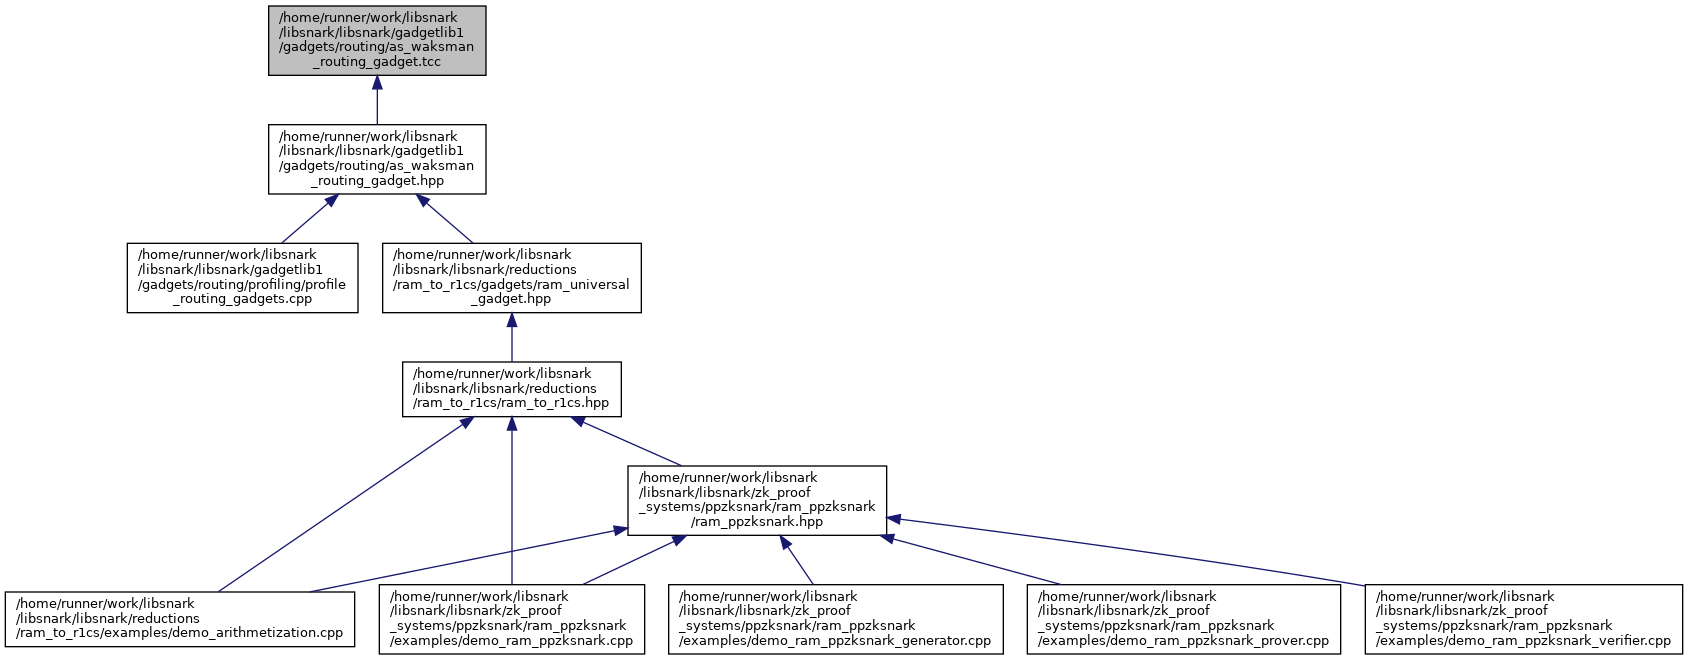 /home/runner/work/libsnark
/libsnark/libsnark/gadgetlib1
/gadgets/routing/as_waksman
_routing_gadget.tcc
/home/runner/work/libsnark
/libsnark/libsnark/gadgetlib1
/gadgets/routing/as_waksman
_routing_gadget.hpp
/home/runner/work/libsnark
/libsnark/libsnark/gadgetlib1
/gadgets/routing/profiling/profile
_routing_gadgets.cpp
/home/runner/work/libsnark
/libsnark/libsnark/reductions
/ram_to_r1cs/gadgets/ram_universal
_gadget.hpp
/home/runner/work/libsnark
/libsnark/libsnark/reductions
/ram_to_r1cs/ram_to_r1cs.hpp
/home/runner/work/libsnark
/libsnark/libsnark/zk_proof
_systems/ppzksnark/ram_ppzksnark
/ram_ppzksnark.hpp
/home/runner/work/libsnark
/libsnark/libsnark/reductions
/ram_to_r1cs/examples/demo_arithmetization.cpp
/home/runner/work/libsnark
/libsnark/libsnark/zk_proof
_systems/ppzksnark/ram_ppzksnark
/examples/demo_ram_ppzksnark.cpp
/home/runner/work/libsnark
/libsnark/libsnark/zk_proof
_systems/ppzksnark/ram_ppzksnark
/examples/demo_ram_ppzksnark_generator.cpp
/home/runner/work/libsnark
/libsnark/libsnark/zk_proof
_systems/ppzksnark/ram_ppzksnark
/examples/demo_ram_ppzksnark_prover.cpp
/home/runner/work/libsnark
/libsnark/libsnark/zk_proof
_systems/ppzksnark/ram_ppzksnark
/examples/demo_ram_ppzksnark_verifier.cpp